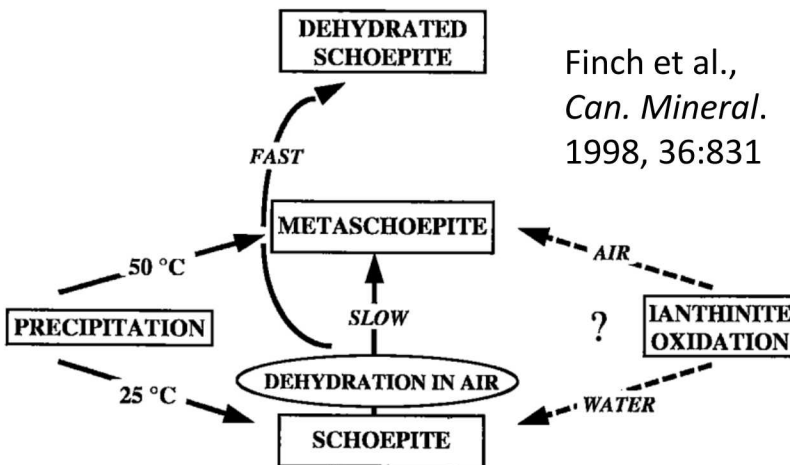 DEHYDRATED
SCHOEPITE
Finch et al.,
Can. Mineral.
1998, 36:831
FAST
METASCHOEPITE
50 °C
AIR
PRECIPITATION
SLOW
?
IANTHINITE
OXIDATION
25 °C
DEHYDRATION IN AIR
WATER
SCHOEPITE